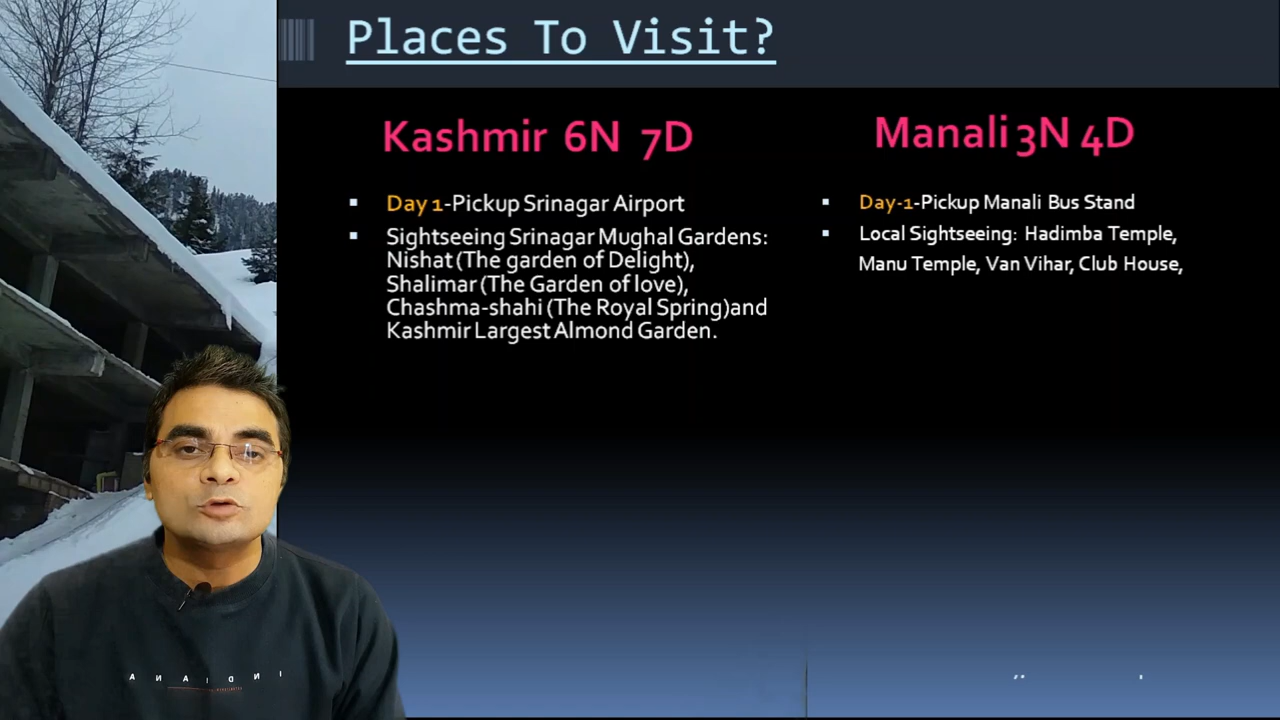 Places To Visit?
Kashmir 6N 7D
Day 1-Pickup Srinagar Airport
Sightseeing Srinagar Mughal Gardens:
Nishat (The garden of Delight),
Shalimar (The Garden of love),
Chashma-shahi (The Royal Spring)and
Kashmir Largest Almond Garden.
Manali 3N 4D
Day-1-Pickup Manali Bus Stand
Local Sightseeing: Hadimba Temple,
Manu Temple, Van Vihar, Club House,